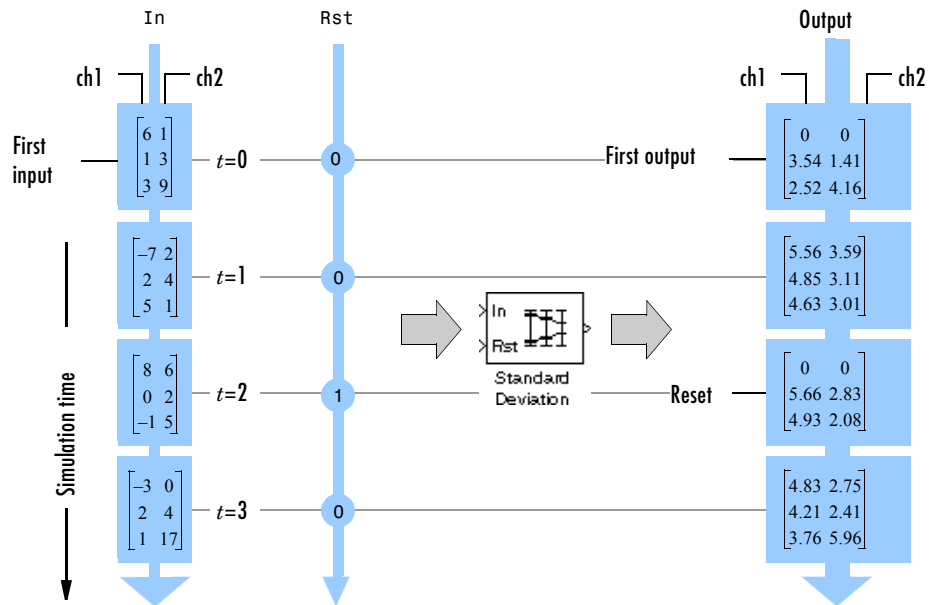 In Rst Output
ch1 ch2 ch1 ch2
First input
6 1
1 3
3 9
t=0
0
First output
0 0
3.54 1.41
2.52 4.16
−7 2
2 4
5 1
t=1
0
5.56 3.59
4.85 3.11
4.63 3.01
In
Rst
Standard
Deviation
Simulation time
8 6
0 2
−1 5
t=2
1
Reset
0 0
5.66 2.83
4.93 2.08
−3 0
2 4
1 17
t=3
0
4.83 2.75
4.21 2.41
3.76 5.96